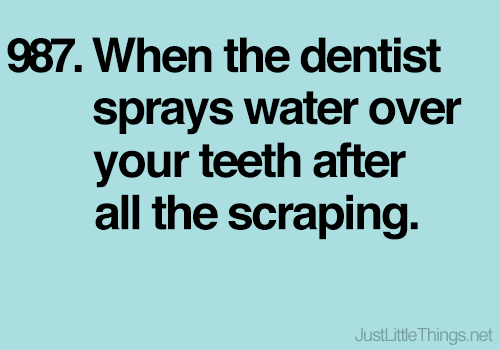 987. When the dentist
sprays water over
your teeth after
all the scraping.
JustLittleThings.net